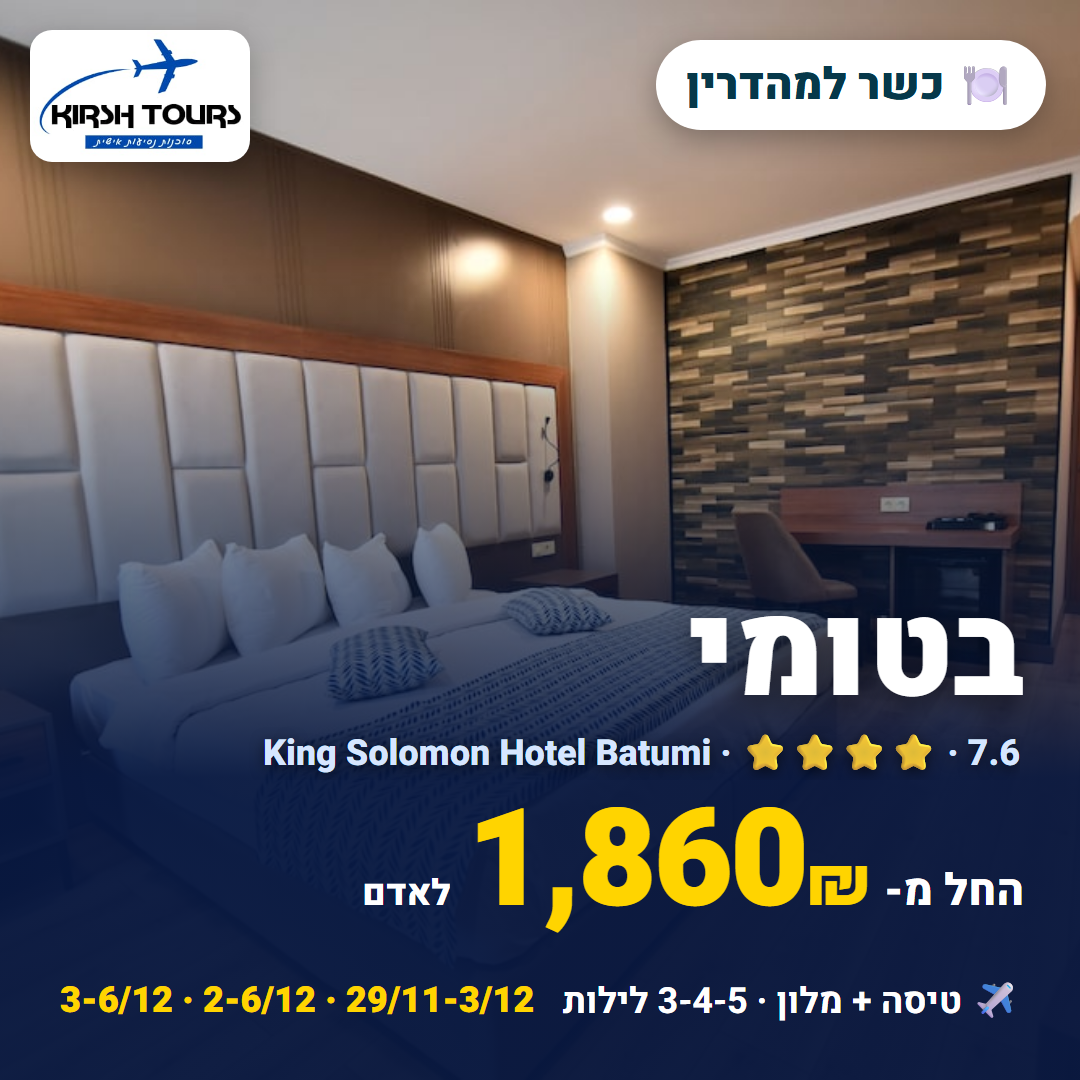 KIRSH TOURS
סוכנות נסיעות אישית
🍽️ כשר למהדרין
בטומי
7.6 · ⭐⭐⭐⭐ · King Solomon Hotel Batumi
החל מ- ₪1,860 לאדם
✈️ טיסה + מלון · 3-4-5 לילות 29/11-3/12 · 2-6/12 · 3-6/12